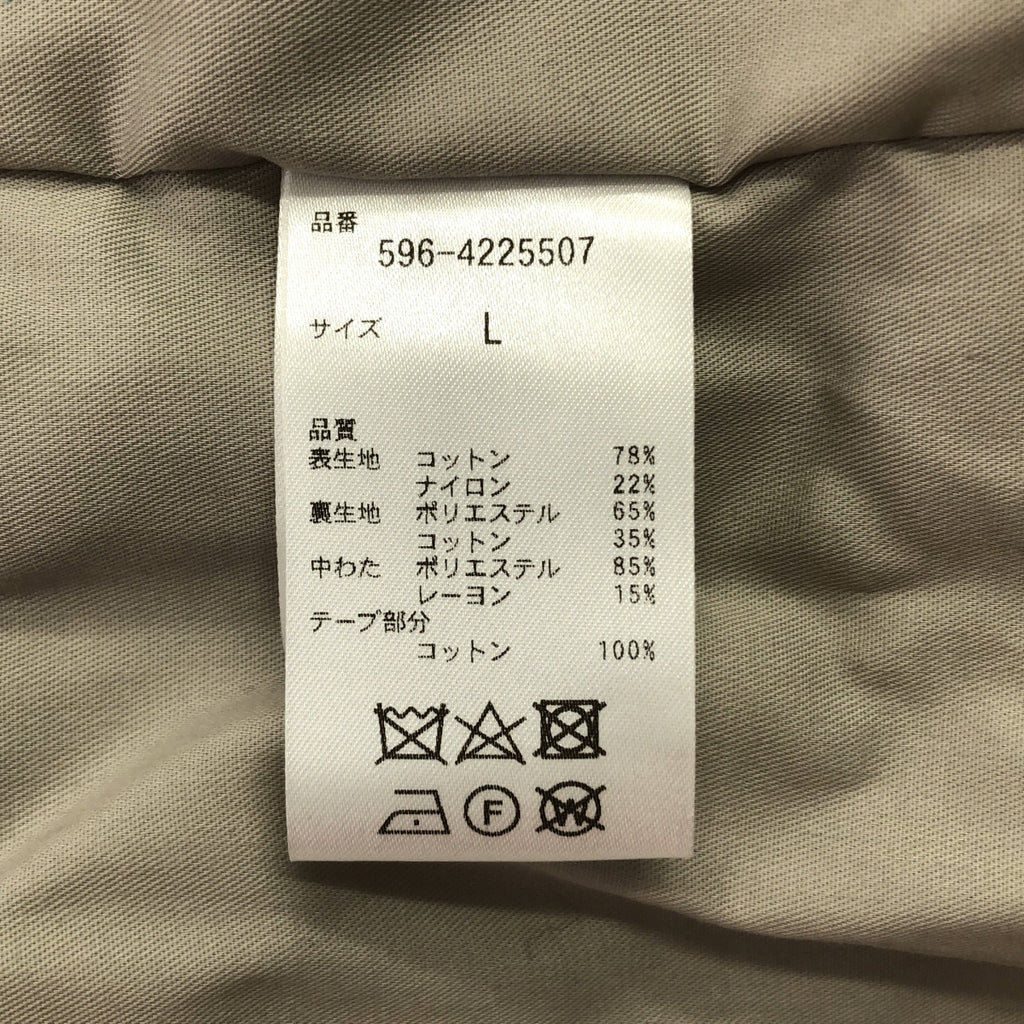 品番
596-4225507
サイズ L
品質
表生地 コットン 78%
ナイロン 22%
裏生地 ポリエステル 65%
コットン 35%
中わた ポリエステル 85%
レーヨン 15%
テープ部分
コットン 100%
F W